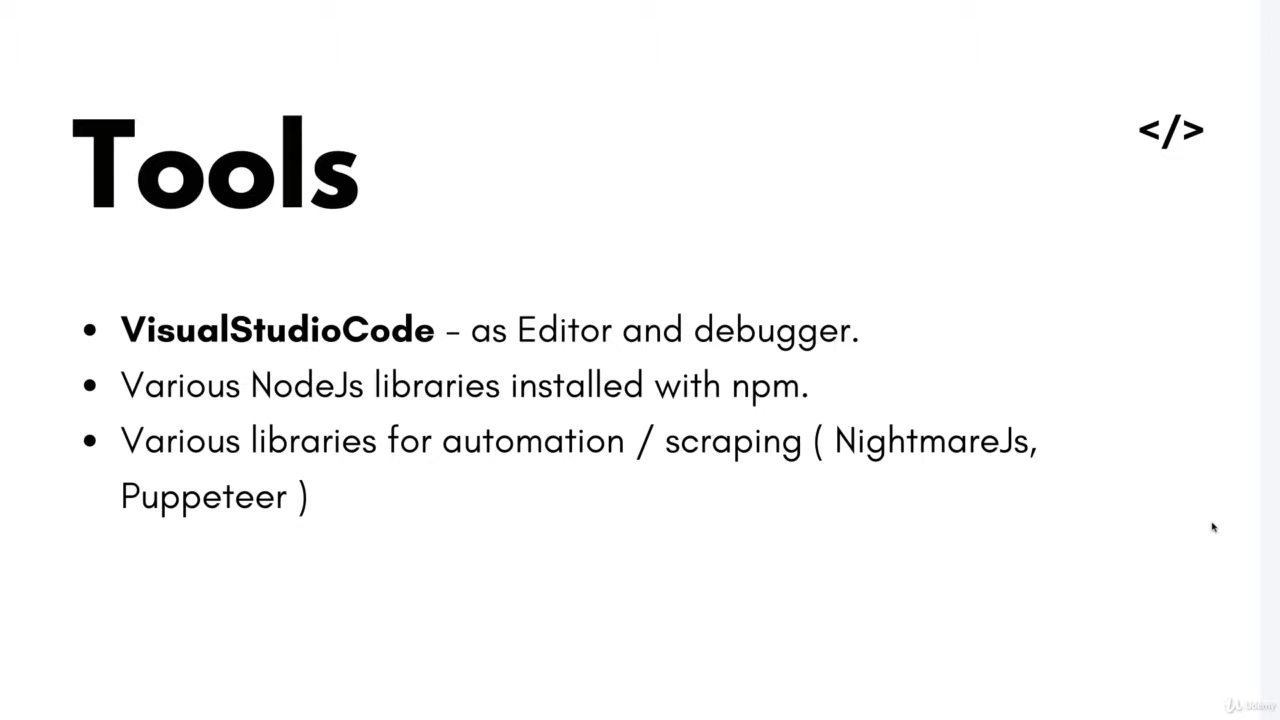 Tools
</>
• VisualStudioCode - as Editor and debugger.
• Various NodeJs libraries installed with npm.
• Various libraries for automation / scraping ( NightmareJs,
Puppeteer )
Udemy